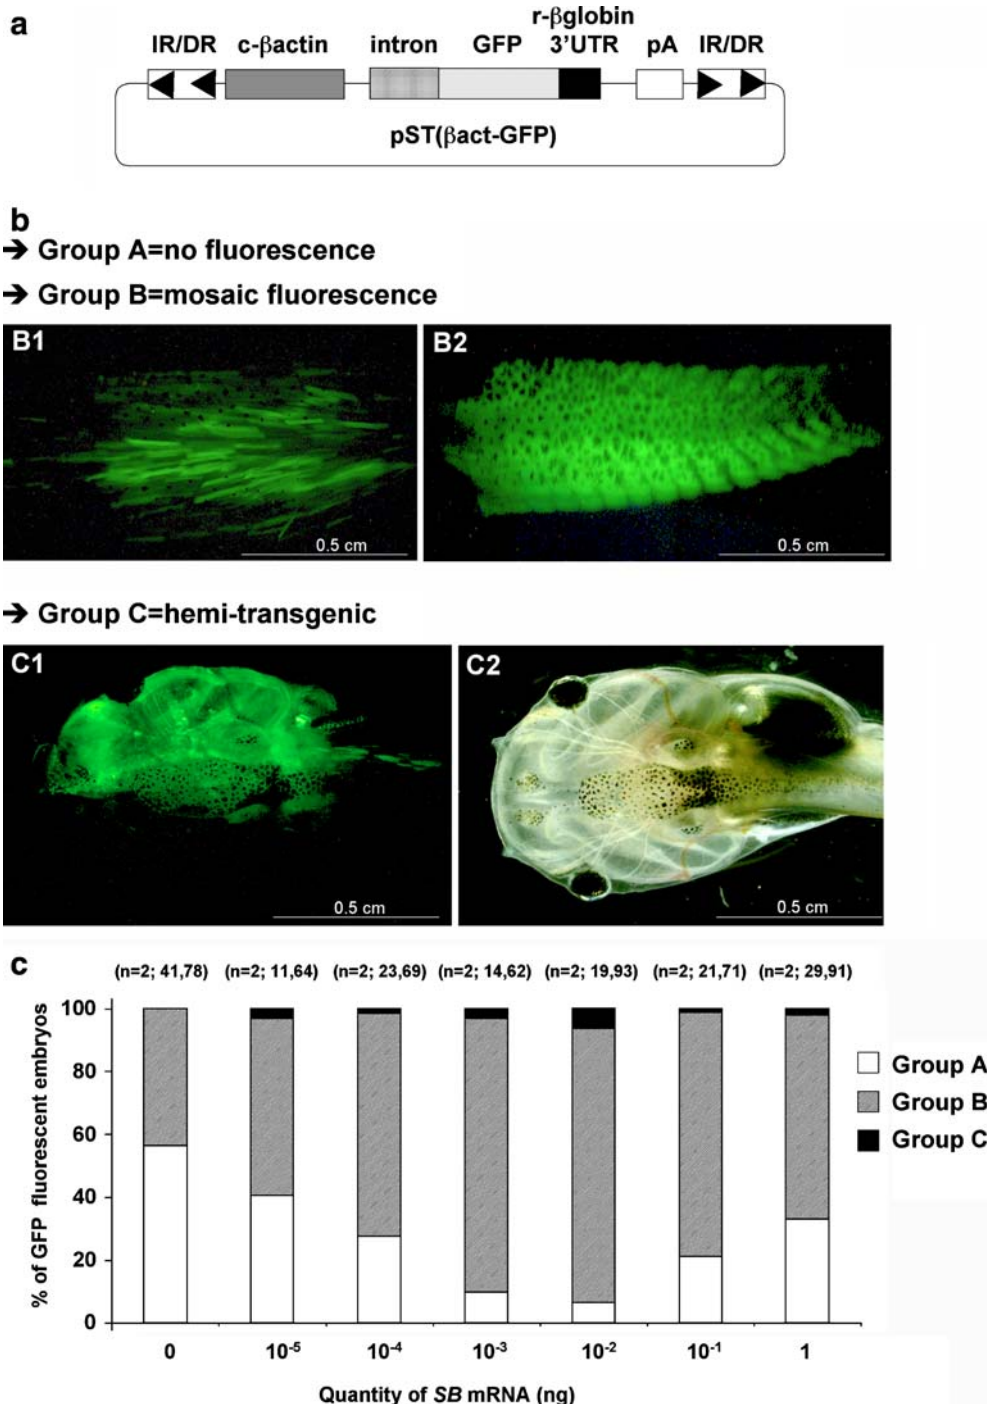 a
r-βglobin
IR/DR c-βactin intron GFP 3'UTR pA IR/DR
pST(βact-GFP)
b
➔ Group A=no fluorescence
➔ Group B=mosaic fluorescence
B1 B2
0.5 cm 0.5 cm
➔ Group C=hemi-transgenic
C1 C2
0.5 cm 0.5 cm
c
(n=2; 41,78) (n=2; 11,64) (n=2; 23,69) (n=2; 14,62) (n=2; 19,93) (n=2; 21,71) (n=2; 29,91)
% of GFP fluorescent embryos
100
80
60
40
20
0
Group A
Group B
Group C
0 10⁻⁵ 10⁻⁴ 10⁻³ 10⁻² 10⁻¹ 1
Quantity of SB mRNA (ng)